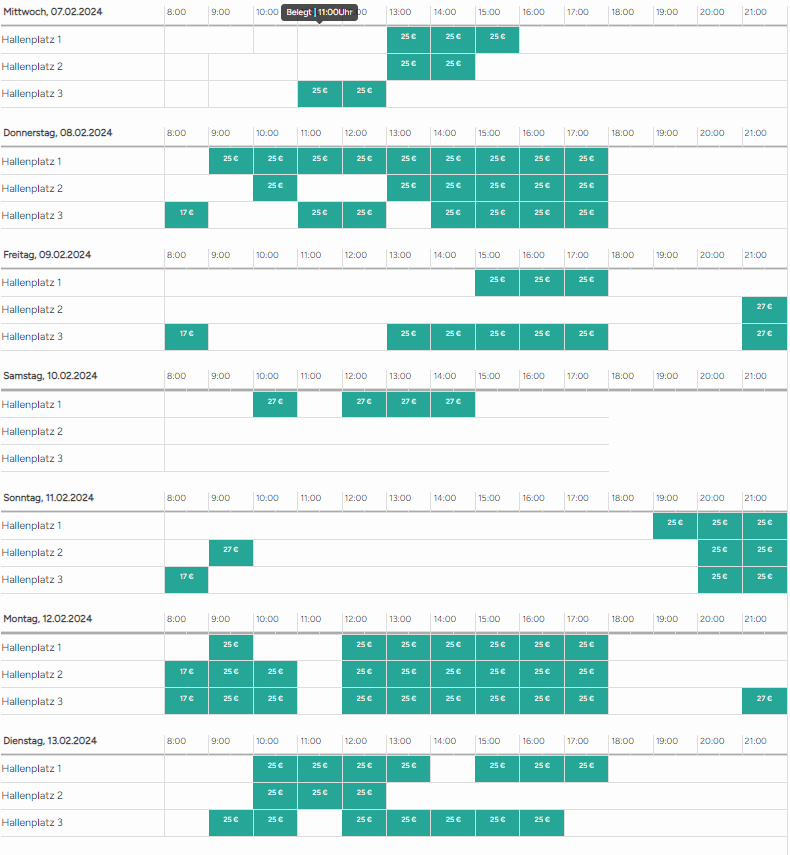 Mittwoch, 07.02.2024 8:00 9:00 10:00 Belegt | 11:00Uhr 13:00 14:00 15:00 16:00 17:00 18:00 19:00 20:00 21:00
Hallenplatz 1 25 € 25 € 25 €
Hallenplatz 2 25 € 25 €
Hallenplatz 3 25 € 25 €
Donnerstag, 08.02.2024 8:00 9:00 10:00 11:00 12:00 13:00 14:00 15:00 16:00 17:00 18:00 19:00 20:00 21:00
Hallenplatz 1 25 € 25 € 25 € 25 € 25 € 25 € 25 € 25 € 25 €
Hallenplatz 2 25 € 25 € 25 € 25 € 25 € 25 €
Hallenplatz 3 17 € 25 € 25 € 25 € 25 € 25 € 25 €
Freitag, 09.02.2024 8:00 9:00 10:00 11:00 12:00 13:00 14:00 15:00 16:00 17:00 18:00 19:00 20:00 21:00
Hallenplatz 1 25 € 25 € 25 €
Hallenplatz 2 27 €
Hallenplatz 3 17 € 25 € 25 € 25 € 25 € 25 € 27 €
Samstag, 10.02.2024 8:00 9:00 10:00 11:00 12:00 13:00 14:00 15:00 16:00 17:00 18:00 19:00 20:00 21:00
Hallenplatz 1 27 € 27 € 27 € 27 €
Hallenplatz 2
Hallenplatz 3
Sonntag, 11.02.2024 8:00 9:00 10:00 11:00 12:00 13:00 14:00 15:00 16:00 17:00 18:00 19:00 20:00 21:00
Hallenplatz 1 25 € 25 € 25 €
Hallenplatz 2 27 € 25 € 25 €
Hallenplatz 3 17 € 25 € 25 €
Montag, 12.02.2024 8:00 9:00 10:00 11:00 12:00 13:00 14:00 15:00 16:00 17:00 18:00 19:00 20:00 21:00
Hallenplatz 1 25 € 25 € 25 € 25 € 25 € 25 € 25 €
Hallenplatz 2 17 € 25 € 25 € 25 € 25 € 25 € 25 € 25 € 25 €
Hallenplatz 3 17 € 25 € 25 € 25 € 25 € 25 € 25 € 25 € 25 € 27 €
Dienstag, 13.02.2024 8:00 9:00 10:00 11:00 12:00 13:00 14:00 15:00 16:00 17:00 18:00 19:00 20:00 21:00
Hallenplatz 1 25 € 25 € 25 € 25 € 25 € 25 € 25 €
Hallenplatz 2 25 € 25 € 25 €
Hallenplatz 3 25 € 25 € 25 € 25 € 25 € 25 € 25 €